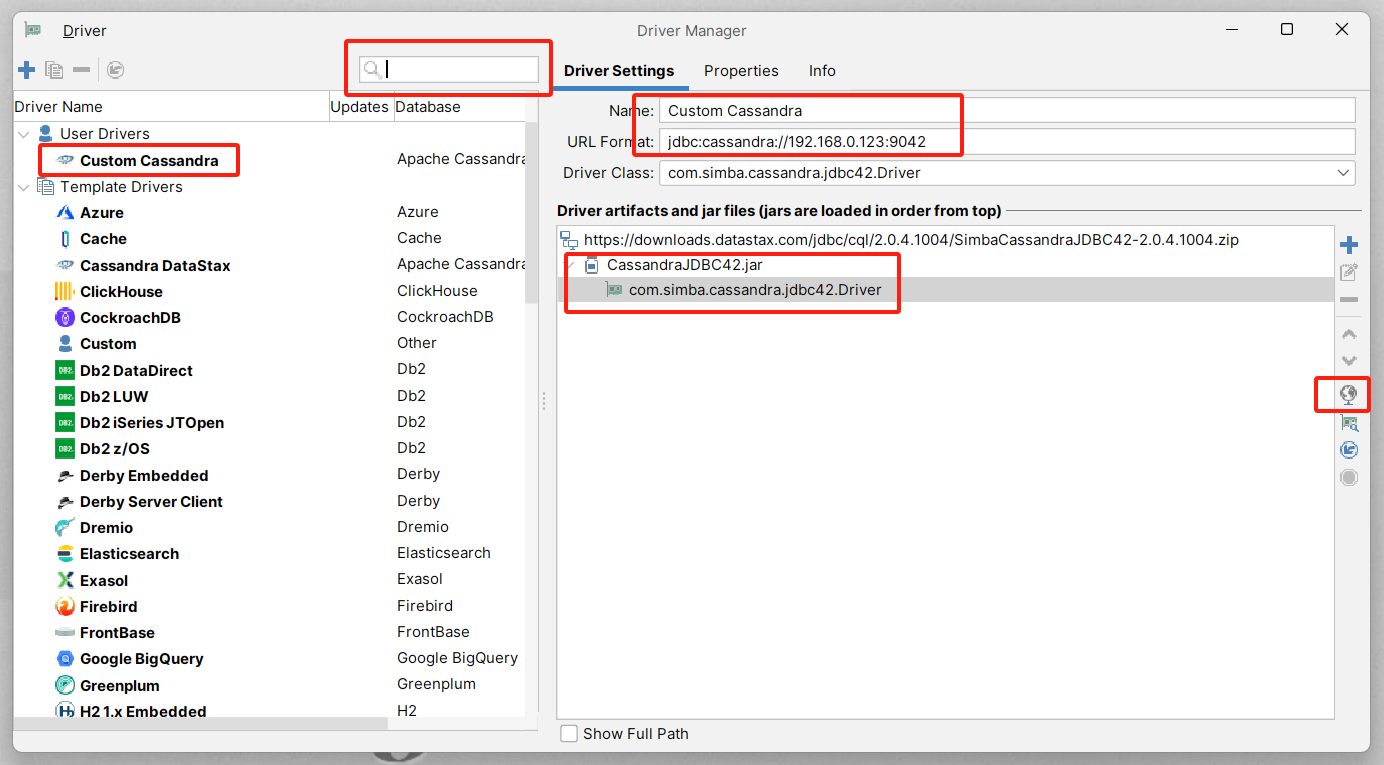 Driver
Driver Manager
Driver Name
Updates
Database
User Drivers
Custom Cassandra
Apache Cassandra
Template Drivers
Azure
Azure
Cache
Cache
Cassandra DataStax
Apache Cassandra
ClickHouse
ClickHouse
CockroachDB
CockroachDB
Custom
Other
Db2 DataDirect
Db2
Db2 LUW
Db2
Db2 iSeries JTOpen
Db2
Db2 z/OS
Db2
Derby Embedded
Derby
Derby Server Client
Derby
Dremio
Dremio
Elasticsearch
Elasticsearch
Exasol
Exasol
Firebird
Firebird
FrontBase
FrontBase
Google BigQuery
Google BigQuery
Greenplum
Greenplum
H2 1.x Embedded
H2
Driver Settings
Properties
Info
Name:
Custom Cassandra
URL Format:
jdbc:cassandra://192.168.0.123:9042
Driver Class:
com.simba.cassandra.jdbc42.Driver
Driver artifacts and jar files (jars are loaded in order from top)
https://downloads.datastax.com/jdbc/cql/2.0.4.1004/SimbaCassandraJDBC42-2.0.4.1004.zip
CassandraJDBC42.jar
com.simba.cassandra.jdbc42.Driver
Show Full Path